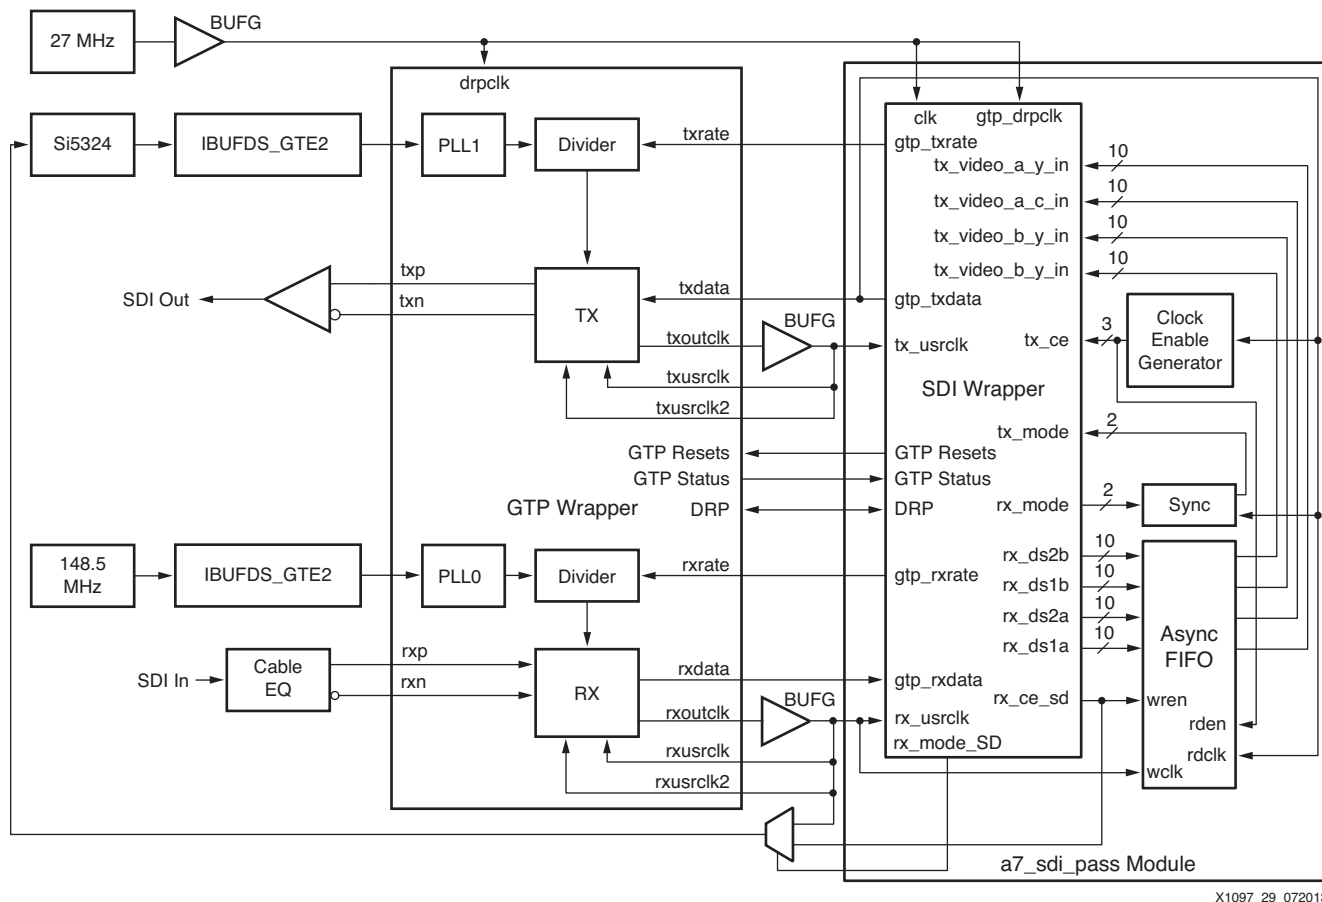 BUFG
27 MHz
drpclk
clk
gtp_drpclk
Si5324
IBUFDS_GTE2
PLL1
Divider
txrate
gtp_txrate
10
tx_video_a_y_in
10
tx_video_a_c_in
10
tx_video_b_y_in
10
tx_video_b_y_in
SDI Out
txp
txn
TX
txdata
gtp_txdata
txoutclk
BUFG
tx_usrclk
tx_ce
3
Clock
Enable
Generator
txusrclk
txusrclk2
SDI Wrapper
tx_mode
2
GTP Resets
GTP Resets
GTP Status
GTP Status
GTP Wrapper
DRP
DRP
rx_mode
2
Sync
148.5
MHz
IBUFDS_GTE2
PLL0
Divider
rxrate
gtp_rxrate
rx_ds2b
10
rx_ds1b
10
rx_ds2a
10
rx_ds1a
10
Async
FIFO
SDI In
Cable
EQ
rxp
rxn
RX
rxdata
gtp_rxdata
rxoutclk
BUFG
rx_usrclk
rx_ce_sd
wren
rden
rdclk
wclk
rx_mode_SD
rxusrclk
rxusrclk2
a7_sdi_pass Module